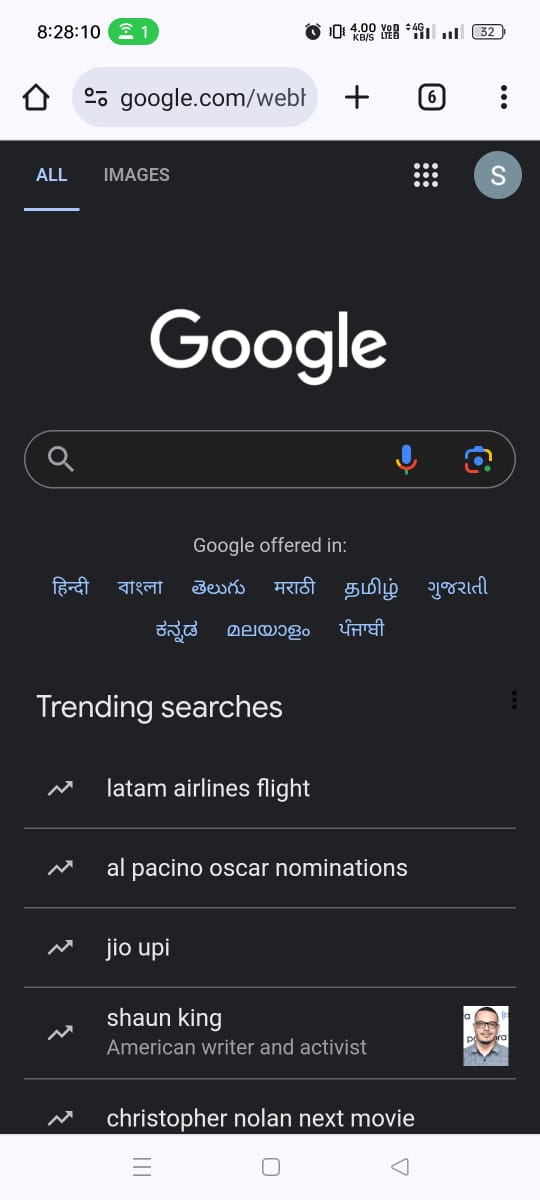 8:28:10 1 4.00 KB/S Vo LTE 4G 32
google.com/webh 6
ALL IMAGES S
Google
Google offered in:
हिन्दी বাংলা తెలుగు मराठी தமிழ் ગુજરાતી
ಕನ್ನಡ മലയാളം ਪੰਜਾਬੀ
Trending searches
latam airlines flight
al pacino oscar nominations
jio upi
shaun king
American writer and activist
christopher nolan next movie